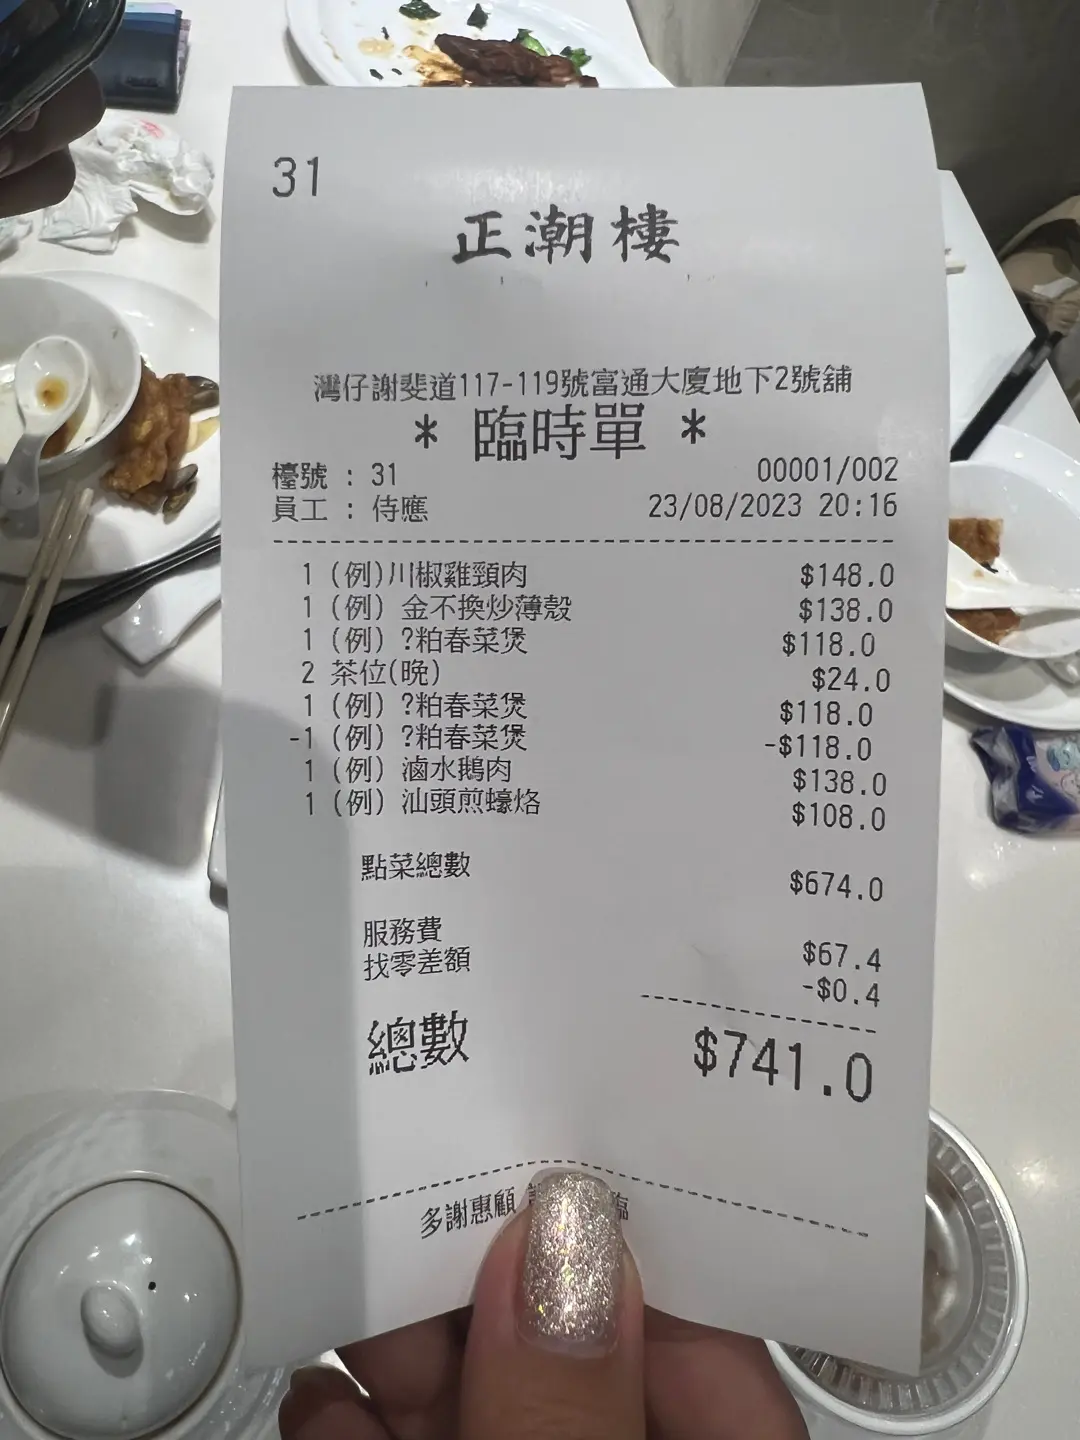 31
正潮樓
灣仔謝斐道117-119號富通大廈地下2號舖
* 臨時單 *
檯號 : 31 00001/002
員工 : 侍應 23/08/2023 20:16
1 (例)川椒雞頸肉 $148.0
1 (例) 金不換炒薄殼 $138.0
1 (例) ?粕春菜煲 $118.0
2 茶位(晚) $24.0
1 (例) ?粕春菜煲 $118.0
-1 (例) ?粕春菜煲 -$118.0
1 (例) 滷水鵝肉 $138.0
1 (例) 汕頭煎蠔烙 $108.0
點菜總數 $674.0
服務費 $67.4
找零差額 -$0.4
總數 $741.0
多謝惠顧 臨